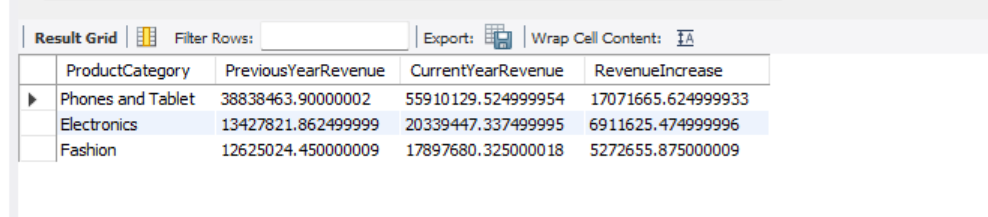 Result Grid Filter Rows: Export: Wrap Cell Content: IA
ProductCategory PreviousYearRevenue CurrentYearRevenue RevenueIncrease
Phones and Tablet 38838463.90000002 55910129.524999954 17071665.624999933
Electronics 13427821.862499999 20339447.337499995 6911625.474999996
Fashion 12625024.450000009 17897680.325000018 5272655.875000009